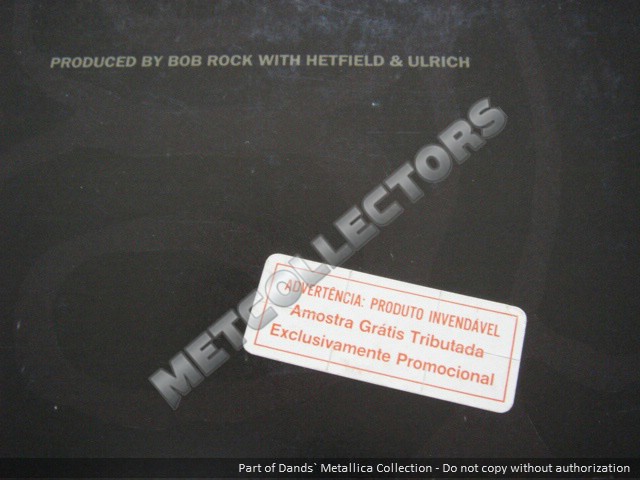 PRODUCED BY BOB ROCK WITH HETFIELD & ULRICH
METCOLLECTORS
ADVERTÊNCIA: PRODUTO INVENDÁVEL
Amostra Grátis Tributada
Exclusivamente Promocional
Part of Dands` Metallica Collection - Do not copy without authorization